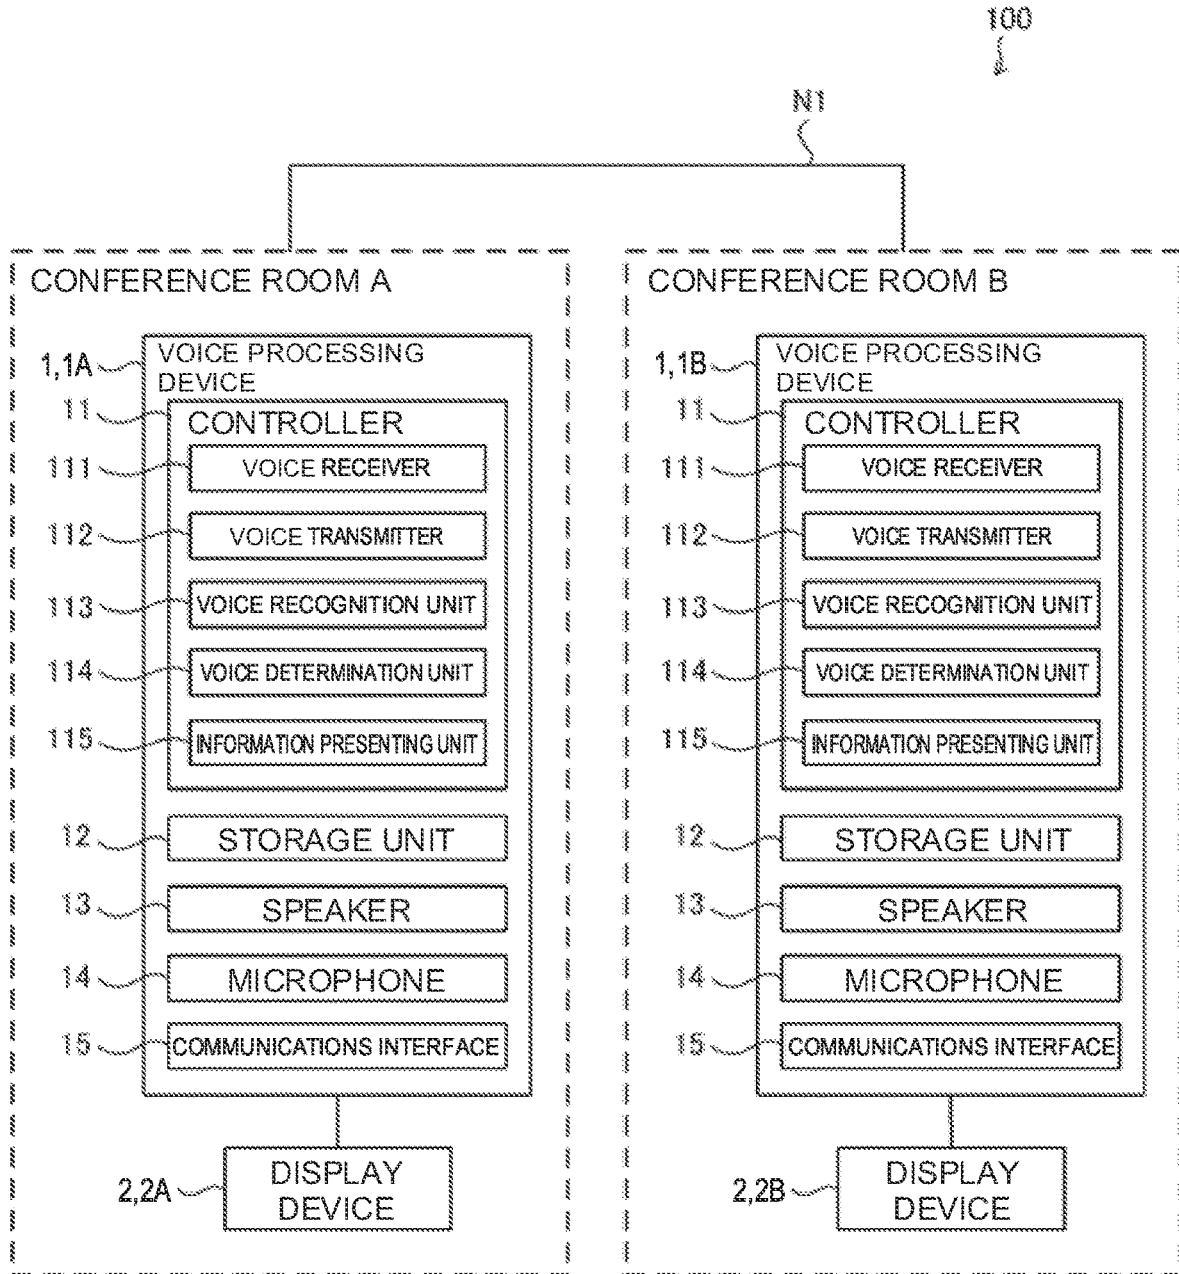 100
N1
CONFERENCE ROOM A
1,1A
VOICE PROCESSING
DEVICE
11
CONTROLLER
111
VOICE RECEIVER
112
VOICE TRANSMITTER
113
VOICE RECOGNITION UNIT
114
VOICE DETERMINATION UNIT
115
INFORMATION PRESENTING UNIT
12
STORAGE UNIT
13
SPEAKER
14
MICROPHONE
15
COMMUNICATIONS INTERFACE
2,2A
DISPLAY
DEVICE
CONFERENCE ROOM B
1,1B
VOICE PROCESSING
DEVICE
11
CONTROLLER
111
VOICE RECEIVER
112
VOICE TRANSMITTER
113
VOICE RECOGNITION UNIT
114
VOICE DETERMINATION UNIT
115
INFORMATION PRESENTING UNIT
12
STORAGE UNIT
13
SPEAKER
14
MICROPHONE
15
COMMUNICATIONS INTERFACE
2,2B
DISPLAY
DEVICE